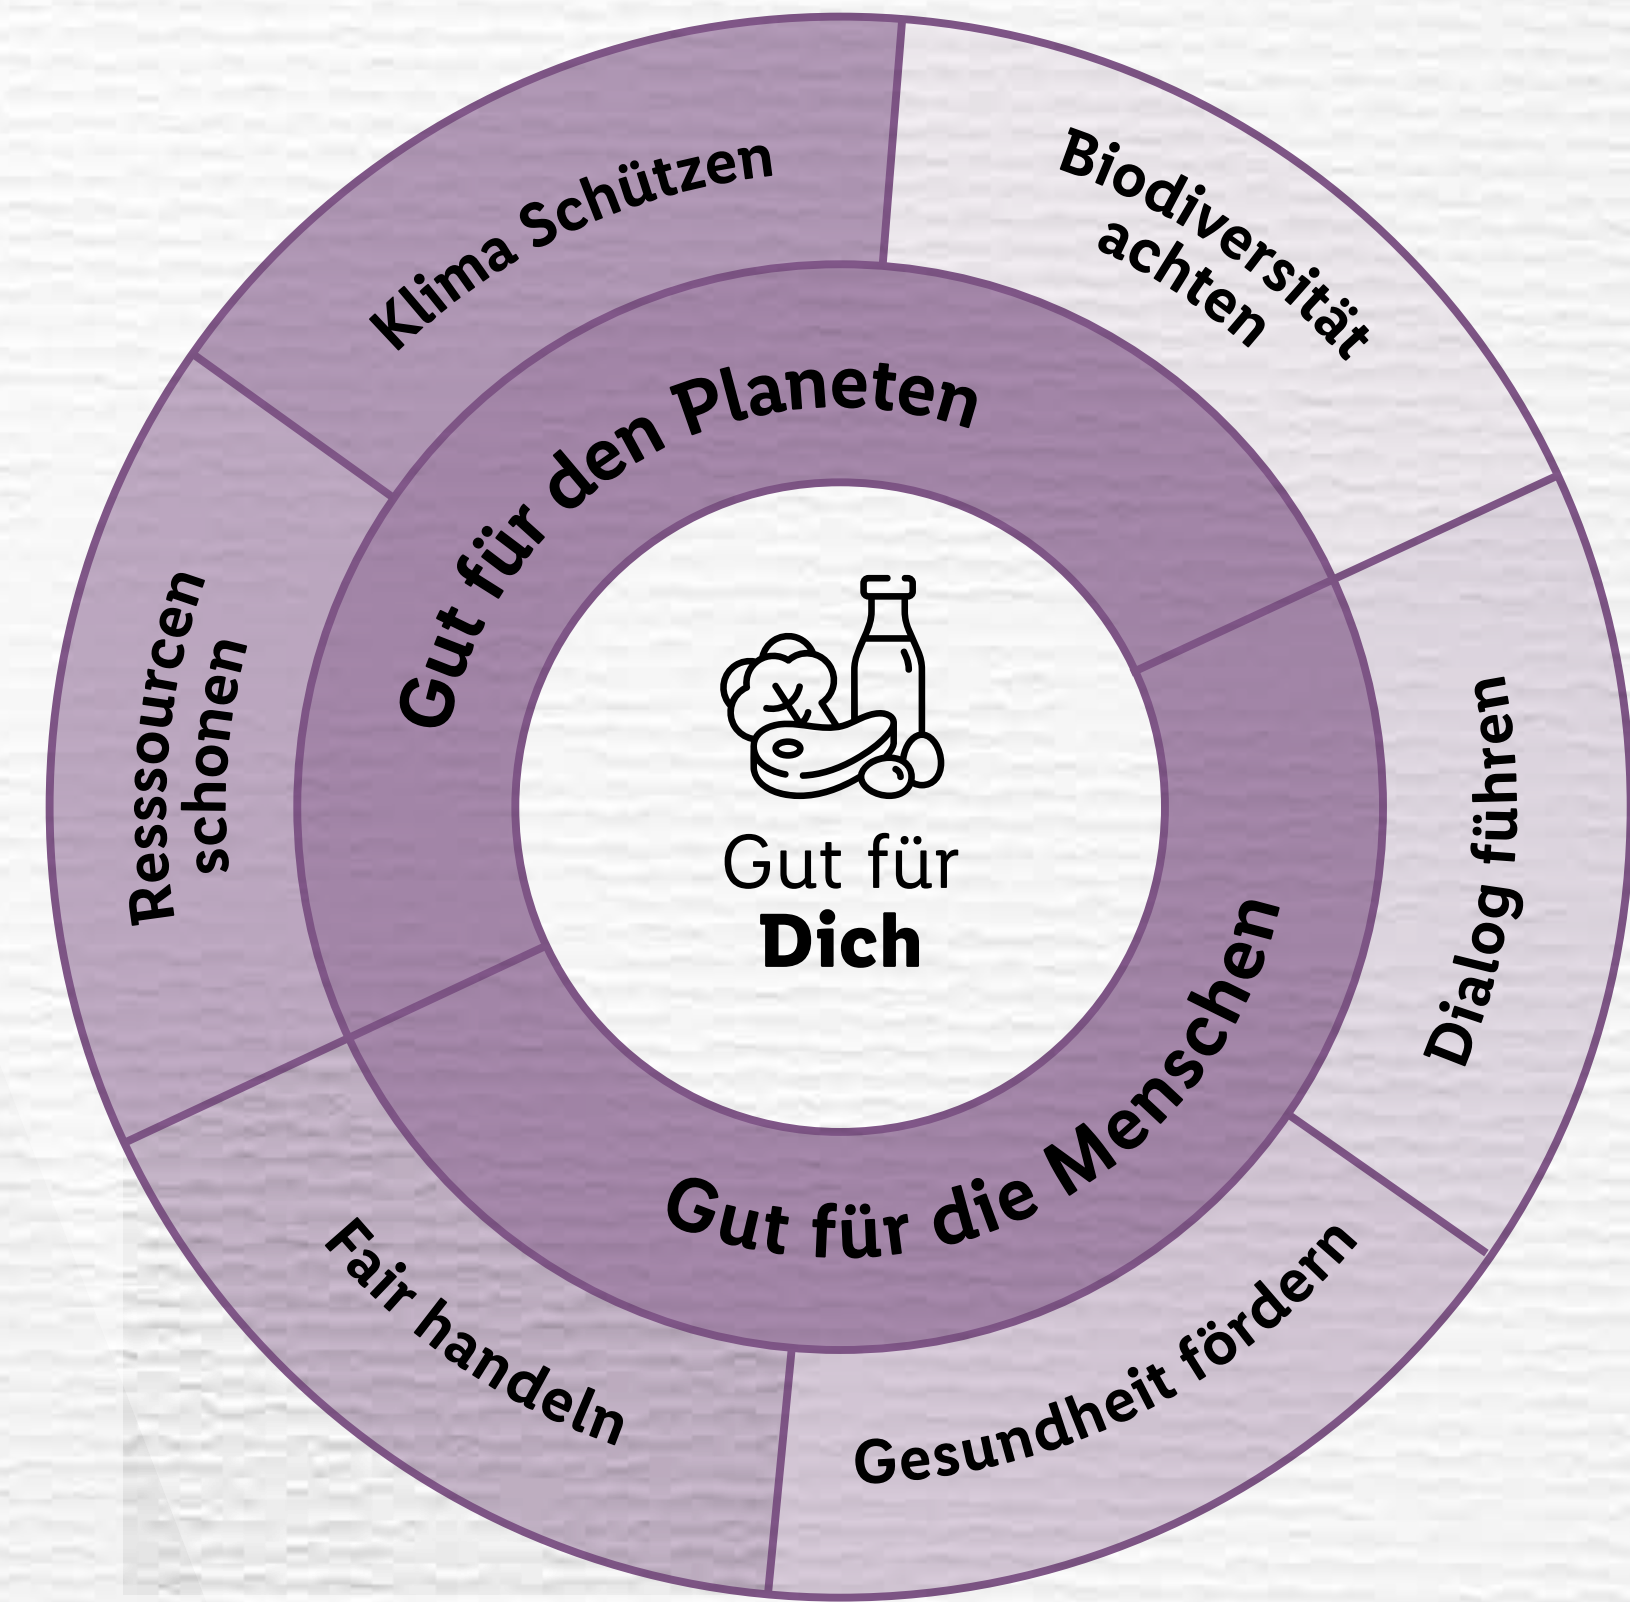 Klima Schützen
Biodiversität
achten
Ressourcen
schonen
Gut für den Planeten
Gut für
Dich
Dialog führen
Gut für die Menschen
Fair handeln
Gesundheit fördern